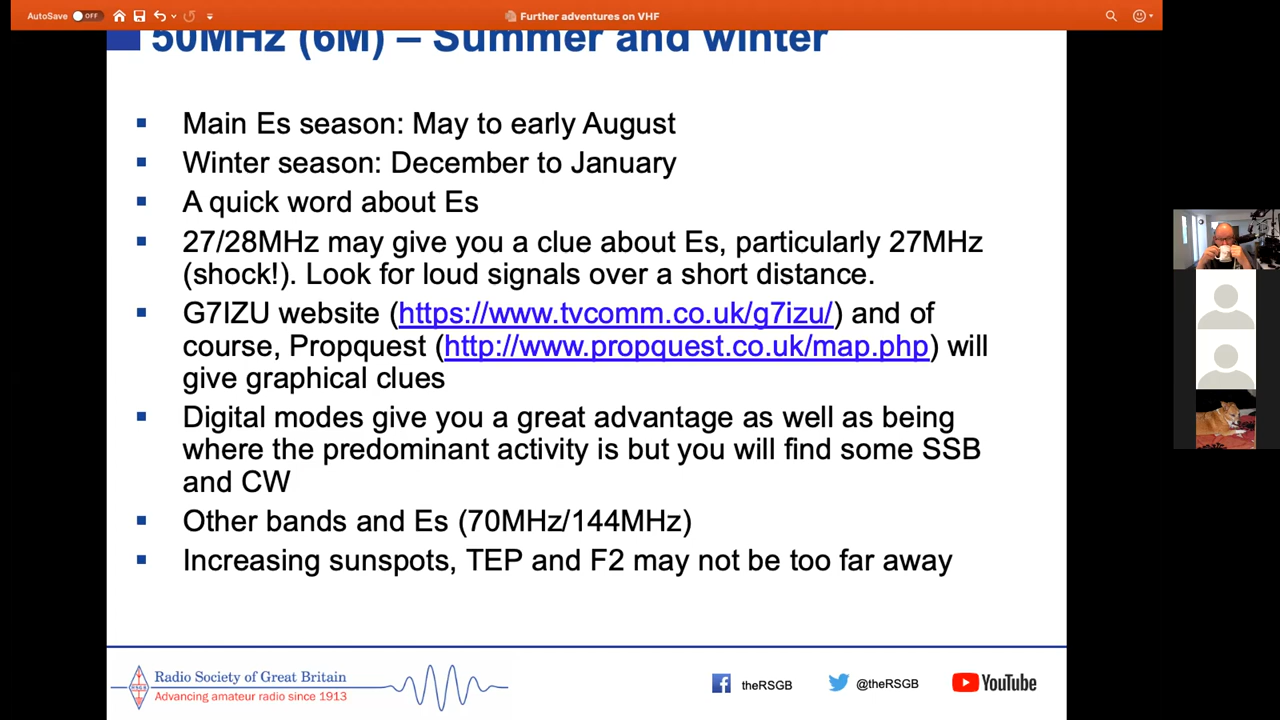 AutoSave OFF
Further adventures on VHF
50MHz (6M) – Summer and winter
Main Es season: May to early August
Winter season: December to January
A quick word about Es
27/28MHz may give you a clue about Es, particularly 27MHz
(shock!). Look for loud signals over a short distance.
G7IZU website (https://www.tvcomm.co.uk/g7izu/) and of
course, Propquest (http://www.propquest.co.uk/map.php) will
give graphical clues
Digital modes give you a great advantage as well as being
where the predominant activity is but you will find some SSB
and CW
Other bands and Es (70MHz/144MHz)
Increasing sunspots, TEP and F2 may not be too far away
RSGB
Radio Society of Great Britain
Advancing amateur radio since 1913
theRSGB
@theRSGB
YouTube